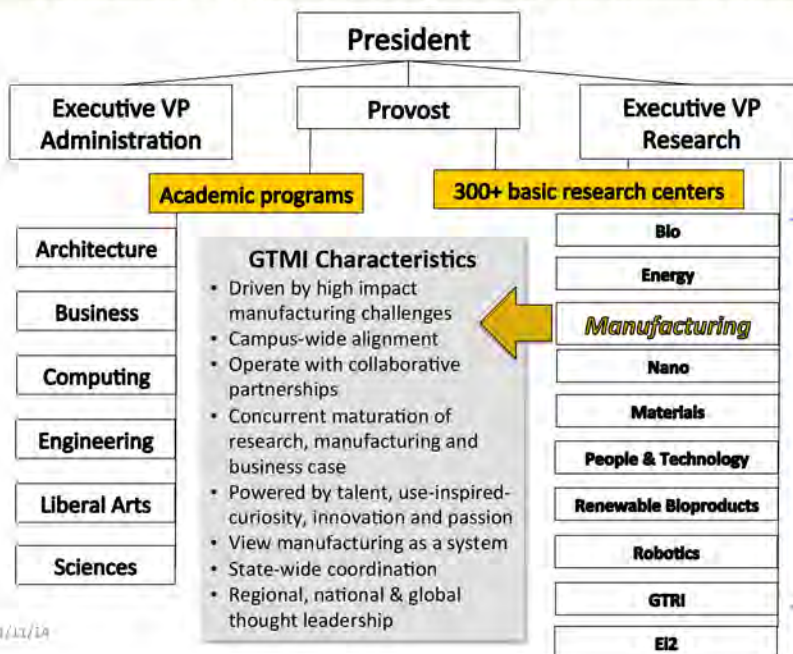 President
Executive VP
Administration
Provost
Executive VP
Research
Academic programs
300+ basic research centers
Architecture
Business
Computing
Engineering
Liberal Arts
Sciences
GTMI Characteristics
• Driven by high impact
manufacturing challenges
• Campus-wide alignment
• Operate with collaborative
partnerships
• Concurrent maturation of
research, manufacturing and
business case
• Powered by talent, use-inspired-
curiosity, innovation and passion
• View manufacturing as a system
• State-wide coordination
• Regional, national & global
thought leadership
Bio
Energy
Manufacturing
Nano
Materials
People & Technology
Renewable Bioproducts
Robotics
GTRI
EI2